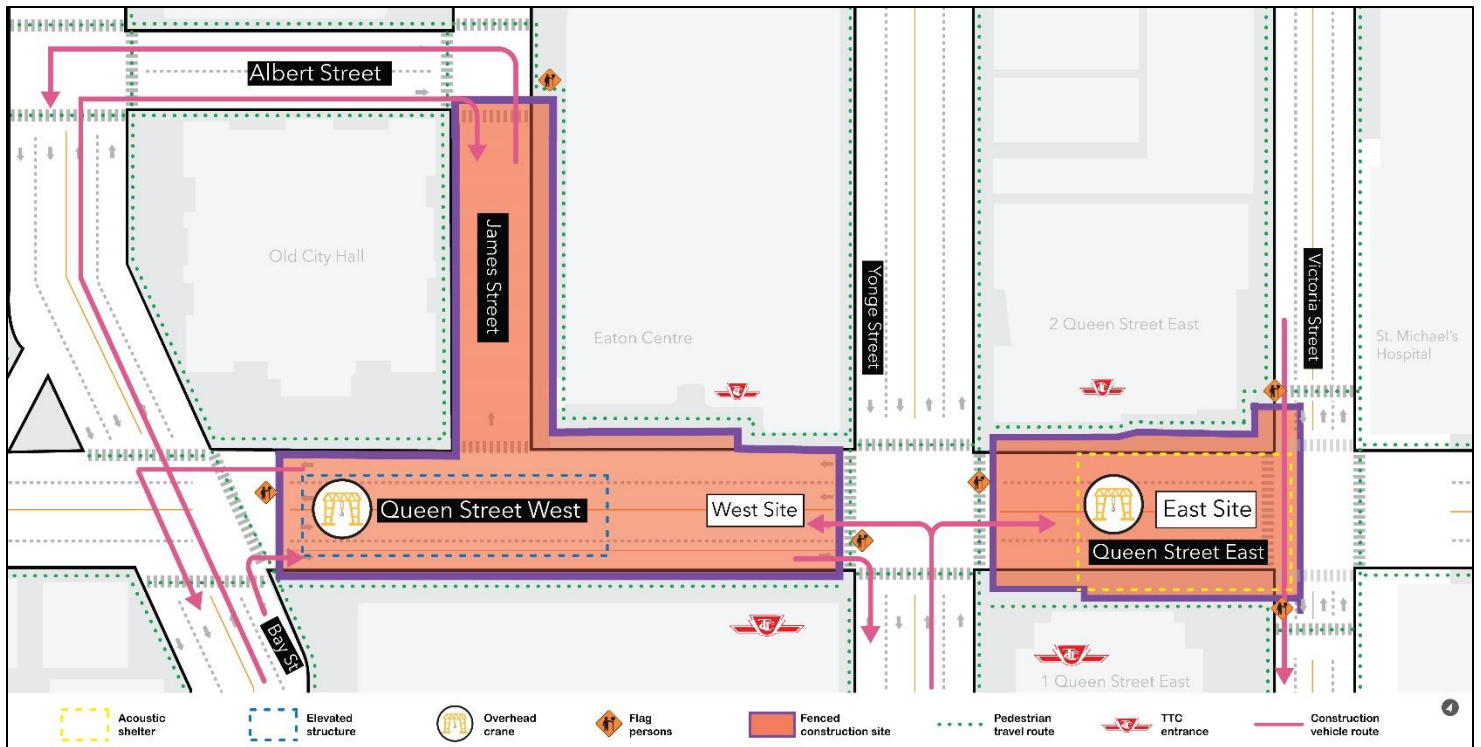 Albert Street
James Street
Old City Hall
Eaton Centre
Yonge Street
2 Queen Street East
Victoria Street
St. Michael's
Hospital
Queen Street West
West Site
East Site
Queen Street East
Bay St
1 Queen Street East
Acoustic
shelter
Elevated
structure
Overhead
crane
Flag
persons
Fenced
construction site
Pedestrian
travel route
TTC
entrance
Construction
vehicle route